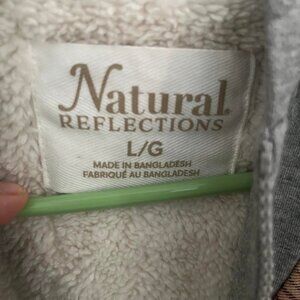 Natural
REFLECTIONS
L/G
MADE IN BANGLADESH
FABRIQUÉ AU BANGLADESH